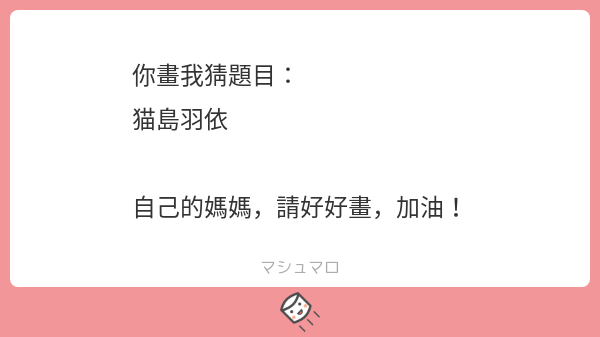 你畫我猜題目：
猫島羽依
自己的媽媽，請好好畫，加油！
マシュマロ